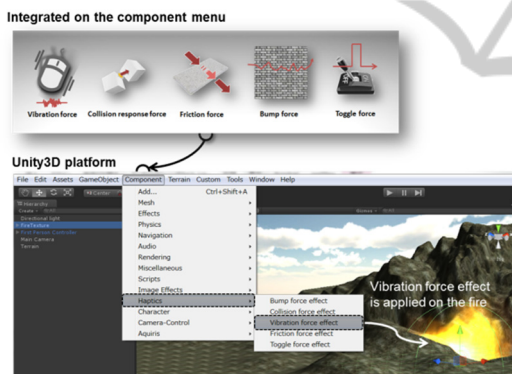 Integrated on the component menu
Vibration force
Collision response force
Friction force
Bump force
Toggle force
Unity3D platform
File Edit Assets GameObject Component Terrain Custom Tools Window Help
Center
Hierarchy
Create
Directional light
fireTexture
First Person Controller
Main Camera
Terrain
Add... Ctrl+Shift+A
Mesh
Effects
Physics
Navigation
Audio
Rendering
Miscellaneous
Scripts
Image Effects
Haptics
Character
Camera-Control
Aquiris
Bump force effect
Collision force effect
Vibration force effect
Friction force effect
Toggle force effect
Gizmos
Vibration force effect
is applied on the fire